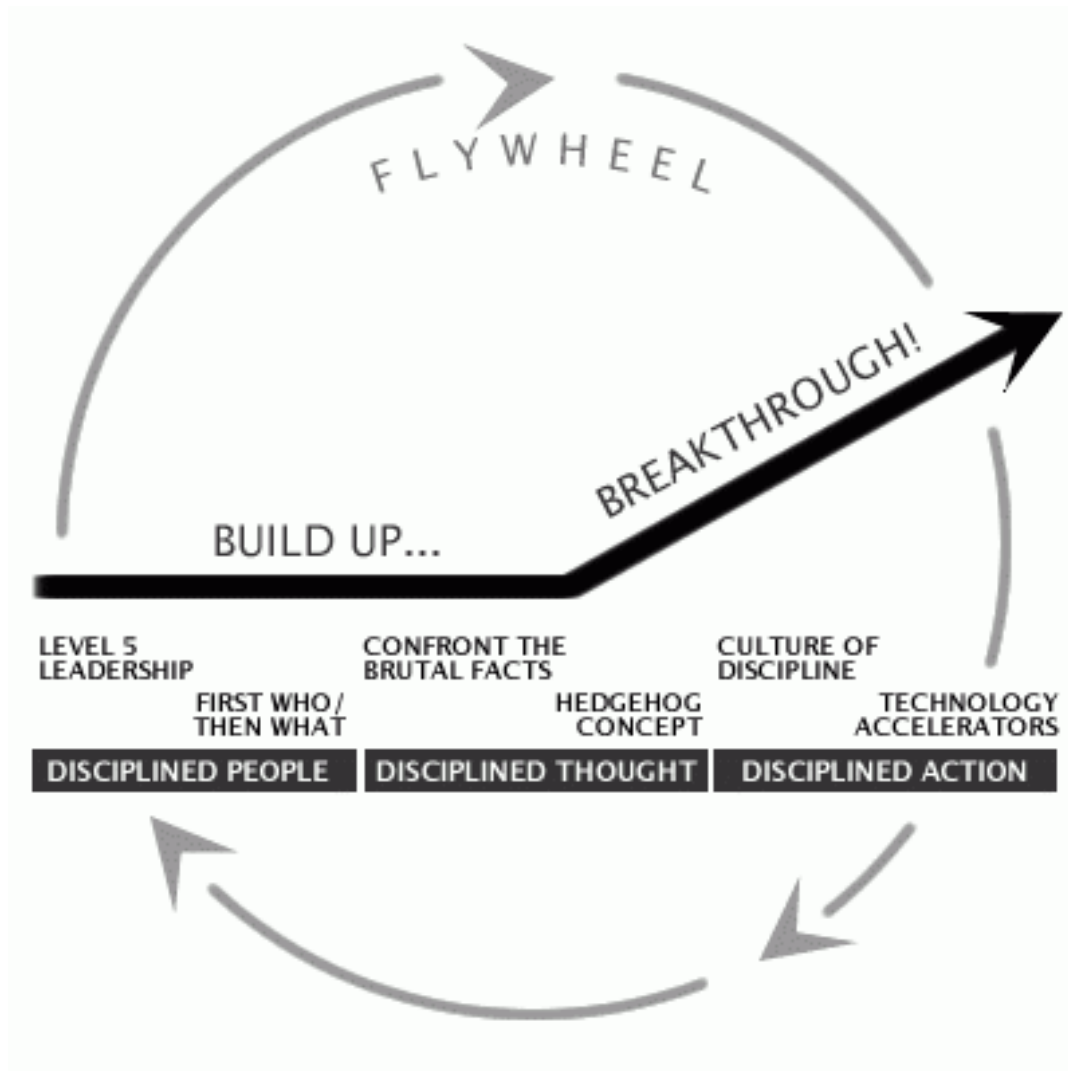 FLYWHEEL
BREAKTHROUGH!
BUILD UP...
LEVEL 5
LEADERSHIP
FIRST WHO/
THEN WHAT
CONFRONT THE
BRUTAL FACTS
HEDGEHOG
CONCEPT
CULTURE OF
DISCIPLINE
TECHNOLOGY
ACCELERATORS
DISCIPLINED PEOPLE
DISCIPLINED THOUGHT
DISCIPLINED ACTION